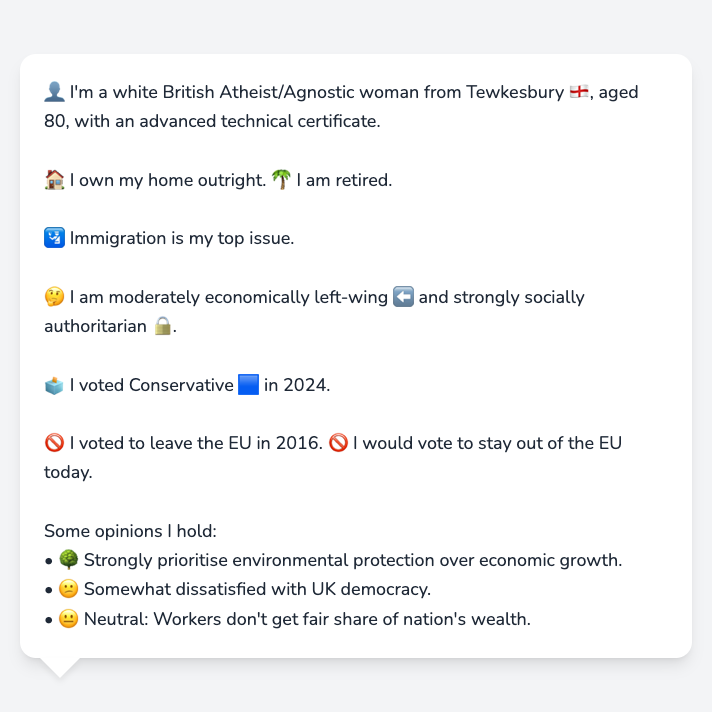 👤 I'm a white British Atheist/Agnostic woman from Tewkesbury 🏴󠁧󠁢󠁥󠁮󠁧󠁿, aged
80, with an advanced technical certificate.
🏠 I own my home outright. 🌴 I am retired.
🛂 Immigration is my top issue.
🤔 I am moderately economically left-wing ⬅️ and strongly socially
authoritarian 🔒.
🗳️ I voted Conservative 🟦 in 2024.
🚫 I voted to leave the EU in 2016. 🚫 I would vote to stay out of the EU
today.
Some opinions I hold:
• 🌳 Strongly prioritise environmental protection over economic growth.
• 😕 Somewhat dissatisfied with UK democracy.
• 😐 Neutral: Workers don't get fair share of nation's wealth.